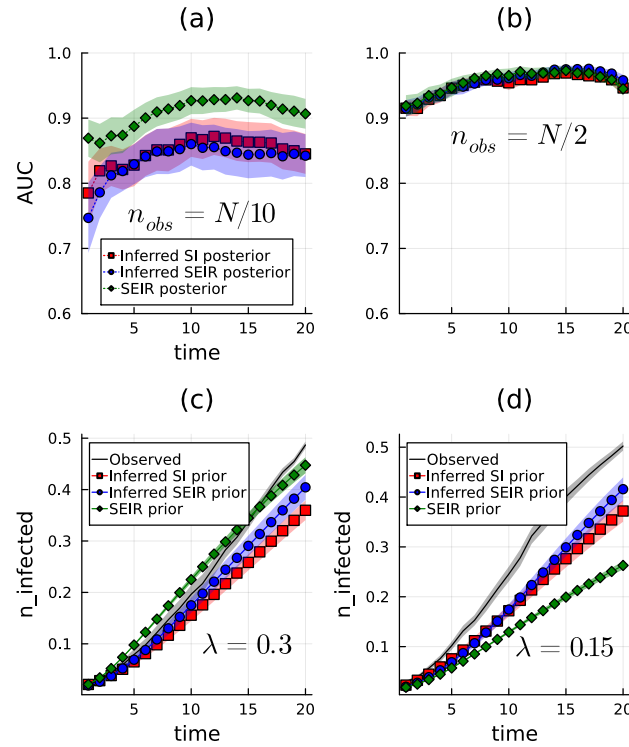 (a)
(b)
AUC
1.0
0.9
0.8
0.7
0.6
n_obs = N/10
Inferred SI posterior
Inferred SEIR posterior
SEIR posterior
5
10
15
20
time
1.0
0.9
0.8
0.7
0.6
n_obs = N/2
5
10
15
20
time
(c)
(d)
n_infected
0.5
0.4
0.3
0.2
0.1
Observed
Inferred SI prior
Inferred SEIR prior
SEIR prior
λ = 0.3
5
10
15
20
time
n_infected
0.5
0.4
0.3
0.2
0.1
Observed
Inferred SI prior
Inferred SEIR prior
SEIR prior
λ = 0.15
5
10
15
20
time